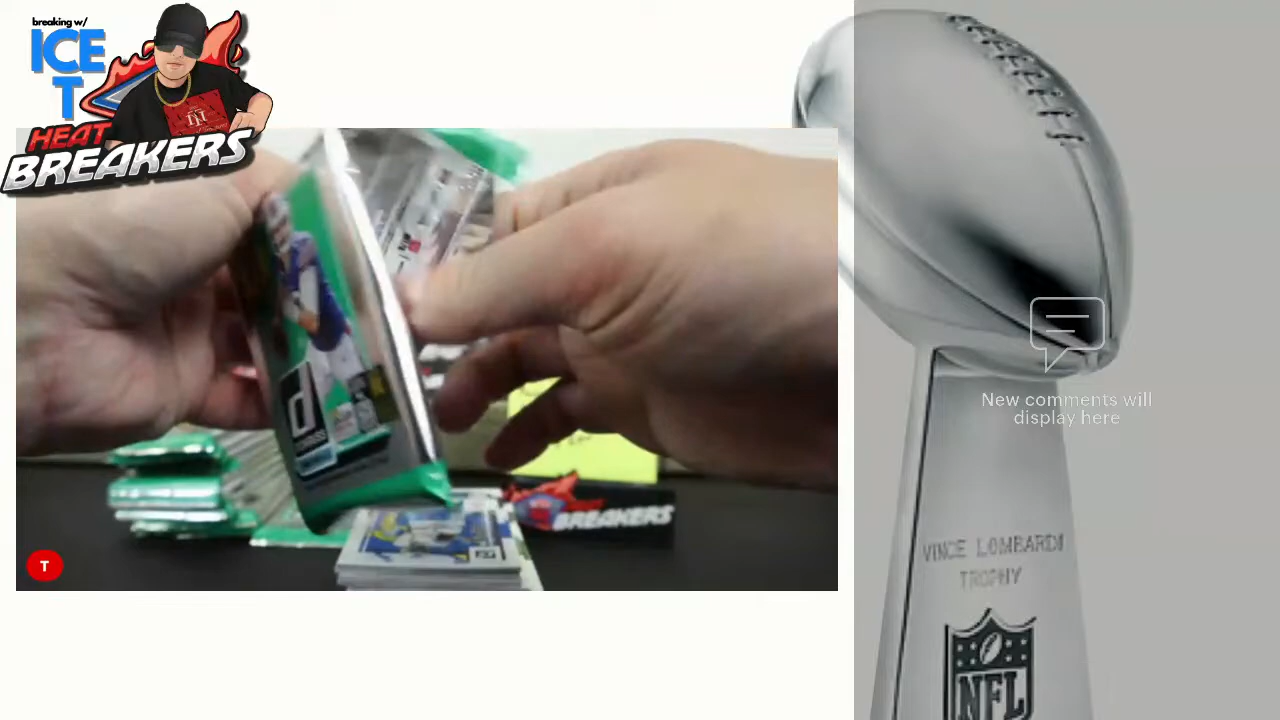 breaking w/
ICE
T
HEAT
BREAKERS
BREAKERS
T
New comments will
display here
VINCE LOMBARDI
TROPHY
NFL